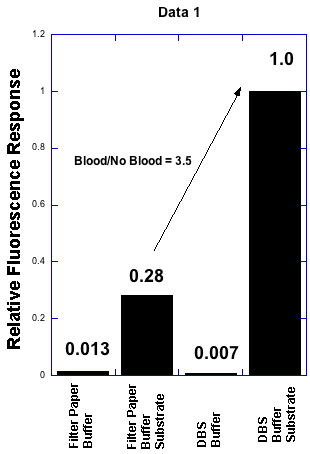 Data 1
Relative Fluorescence Response
1.2
1
0.8
0.6
0.4
0.2
0
1.0
Blood/No Blood = 3.5
0.28
0.013
0.007
Filter Paper
Buffer
Filter Paper
Buffer
Substrate
DBS
Buffer
DBS
Buffer
Substrate